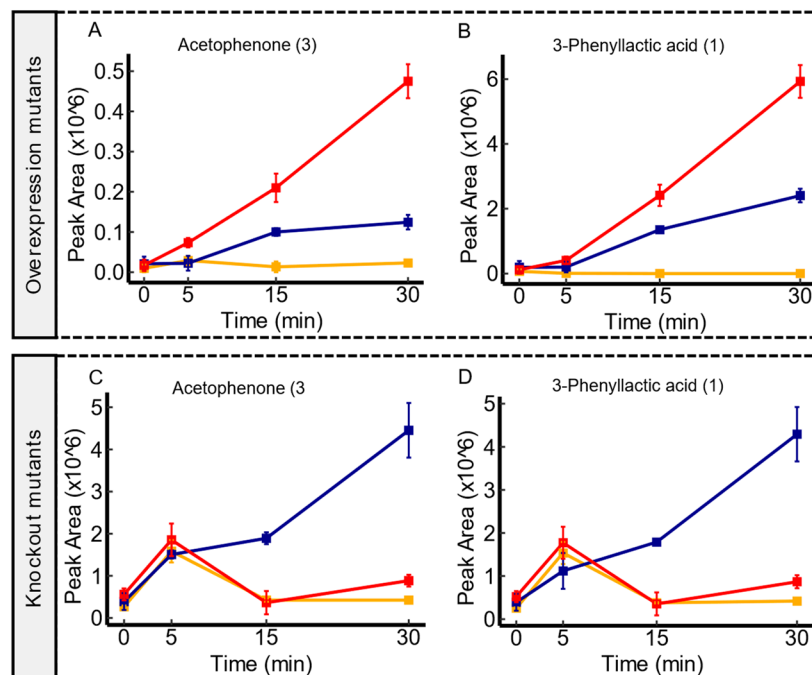 Overexpression mutants
A
Acetophenone (3)
Peak Area (x10^6)
0.5
0.4
0.3
0.2
0.1
0.0
0 5 15 30
Time (min)
B
3-Phenyllactic acid (1)
Peak Area (x10^6)
6
4
2
0
0 5 15 30
Time (min)
Knockout mutants
C
Acetophenone (3
Peak Area (x10^6)
5
4
3
2
1
0
0 5 15 30
Time (min)
D
3-Phenyllactic acid (1)
Peak Area (x10^6)
5
4
3
2
1
0
0 5 15 30
Time (min)